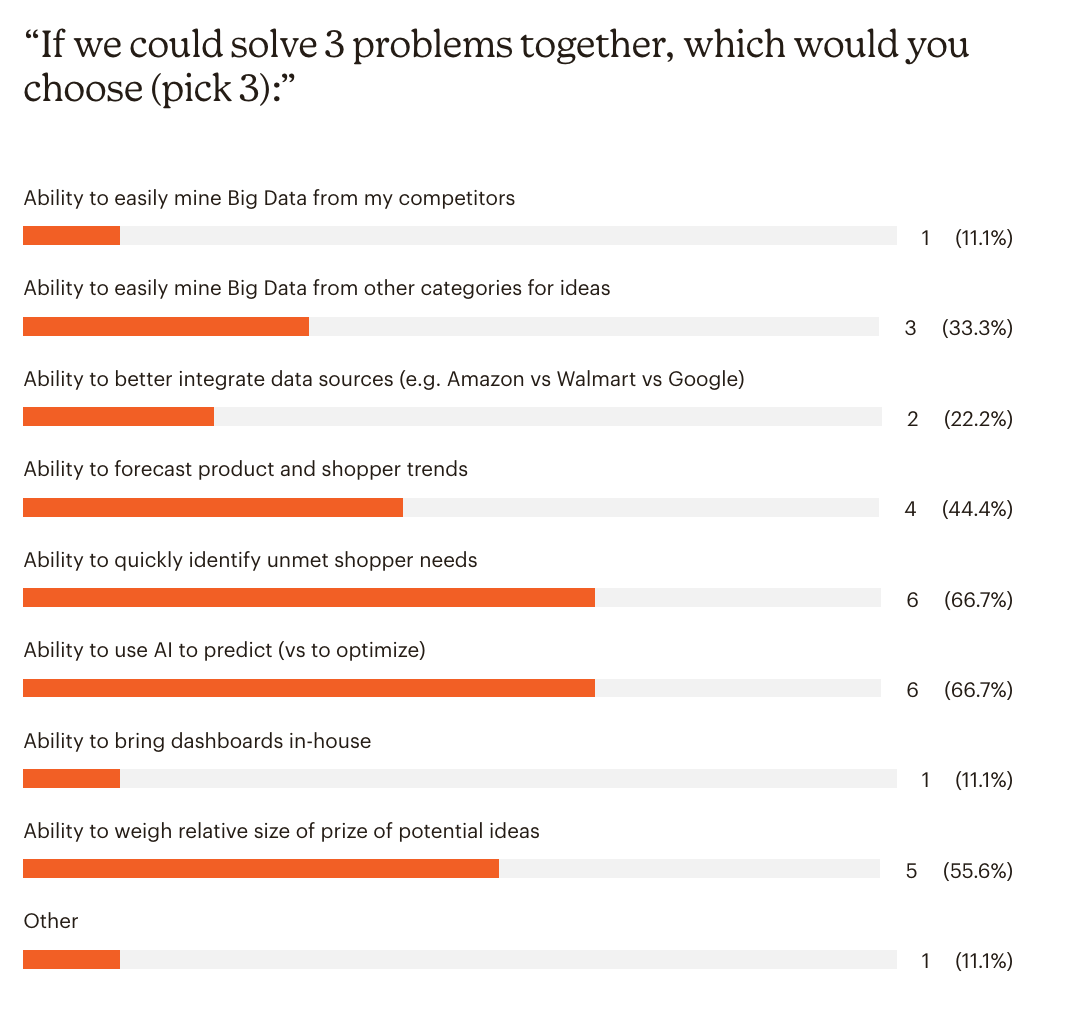 “If we could solve 3 problems together, which would you
choose (pick 3):”
Ability to easily mine Big Data from my competitors
1 (11.1%)
Ability to easily mine Big Data from other categories for ideas
3 (33.3%)
Ability to better integrate data sources (e.g. Amazon vs Walmart vs Google)
2 (22.2%)
Ability to forecast product and shopper trends
4 (44.4%)
Ability to quickly identify unmet shopper needs
6 (66.7%)
Ability to use AI to predict (vs to optimize)
6 (66.7%)
Ability to bring dashboards in-house
1 (11.1%)
Ability to weigh relative size of prize of potential ideas
5 (55.6%)
Other
1 (11.1%)